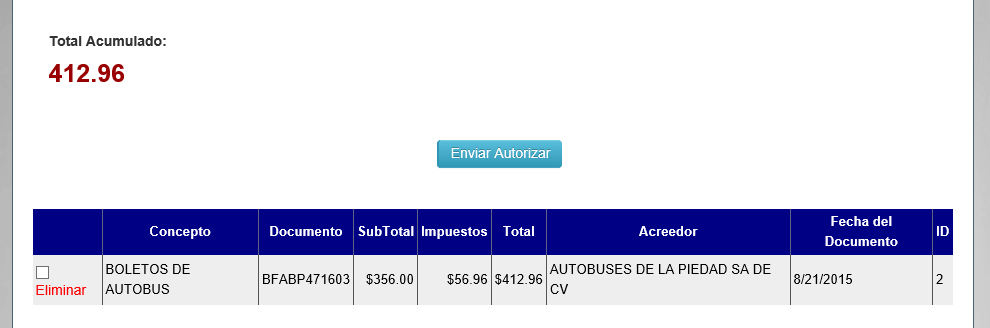 Total Acumulado:
412.96
Enviar Autorizar
Concepto Documento SubTotal Impuestos Total Acreedor Fecha del Documento ID
Eliminar BOLETOS DE AUTOBUS BFABP471603 $356.00 $56.96 $412.96 AUTOBUSES DE LA PIEDAD SA DE CV 8/21/2015 2